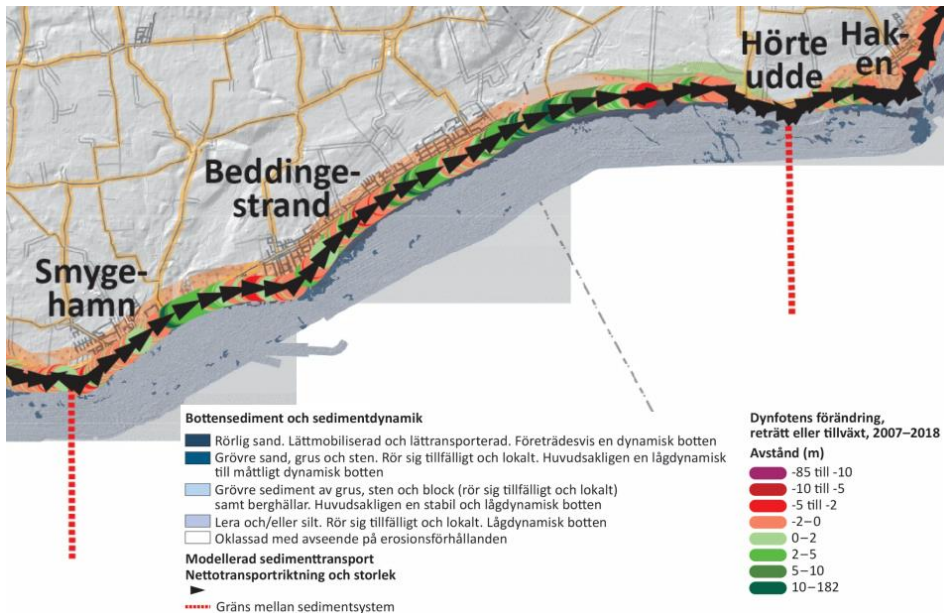 Smyge-
hamn
Beddinge-
strand
Hörte
udde
Hak-
en
Bottensediment och sedimentdynamik
Rörlig sand. Lättmobiliserad och lättransporterad. Företrädesvis en dynamisk botten
Grövre sand, grus och sten. Rör sig tillfälligt och lokalt. Huvudsakligen en lågdynamisk
till måttligt dynamisk botten
Grövre sediment av grus, sten och block (rör sig tillfälligt och lokalt)
samt berghällar. Huvudsakligen en stabil och lågdynamisk botten
Lera och/eller silt. Rör sig tillfälligt och lokalt. Lågdynamisk botten
Oklassad med avseende på erosionsförhållanden
Modellerad sedimenttransport
Nettotransportriktning och storlek
Gräns mellan sedimentsystem
Dynfotens förändring,
reträtt eller tillväxt, 2007–2018
Avstånd (m)
-85 till -10
-10 till -5
-5 till -2
-2–0
0–2
2–5
5–10
10–182